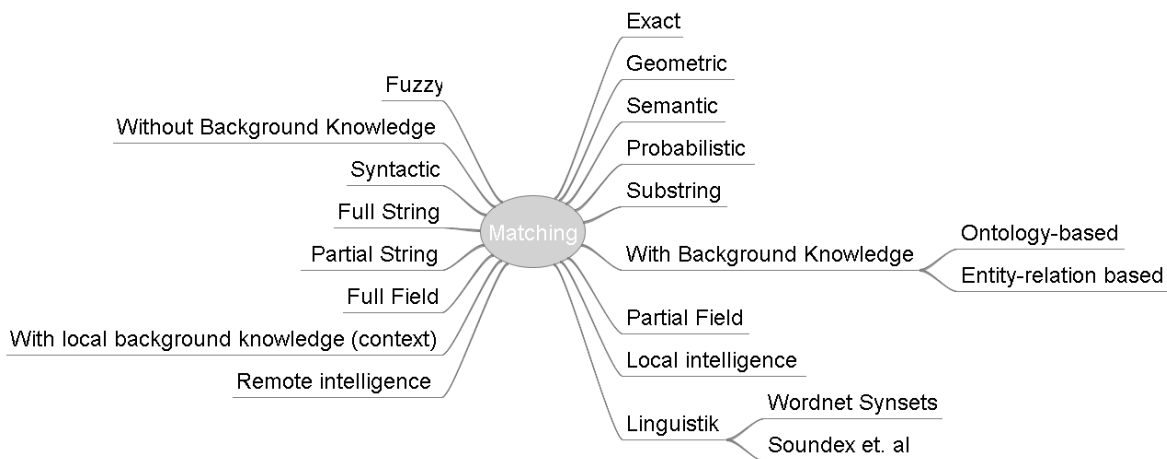 Exact
Geometric
Semantic
Probabilistic
Substring
With Background Knowledge
Ontology-based
Entity-relation based
Partial Field
Local intelligence
Linguistik
Wordnet Synsets
Soundex et. al
Matching
Fuzzy
Without Background Knowledge
Syntactic
Full String
Partial String
Full Field
With local background knowledge (context)
Remote intelligence